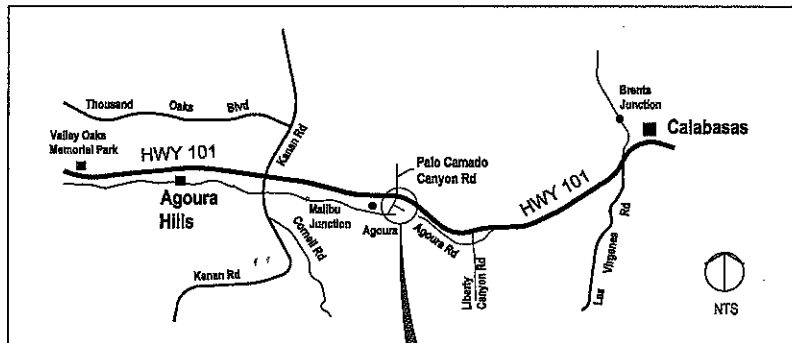 Thousand Oaks Blvd
Valley Oaks
Memorial Park
HWY 101
Agoura
Hills
Kanan Rd
Kanan Rd
Cornell Rd
Malibu
Junction
Agoura
Palo Camado
Canyon Rd
Agoura Rd
Liberty
Canyon Rd
HWY 101
Las Virgenes Rd
Brents
Junction
Calabasas
NTS